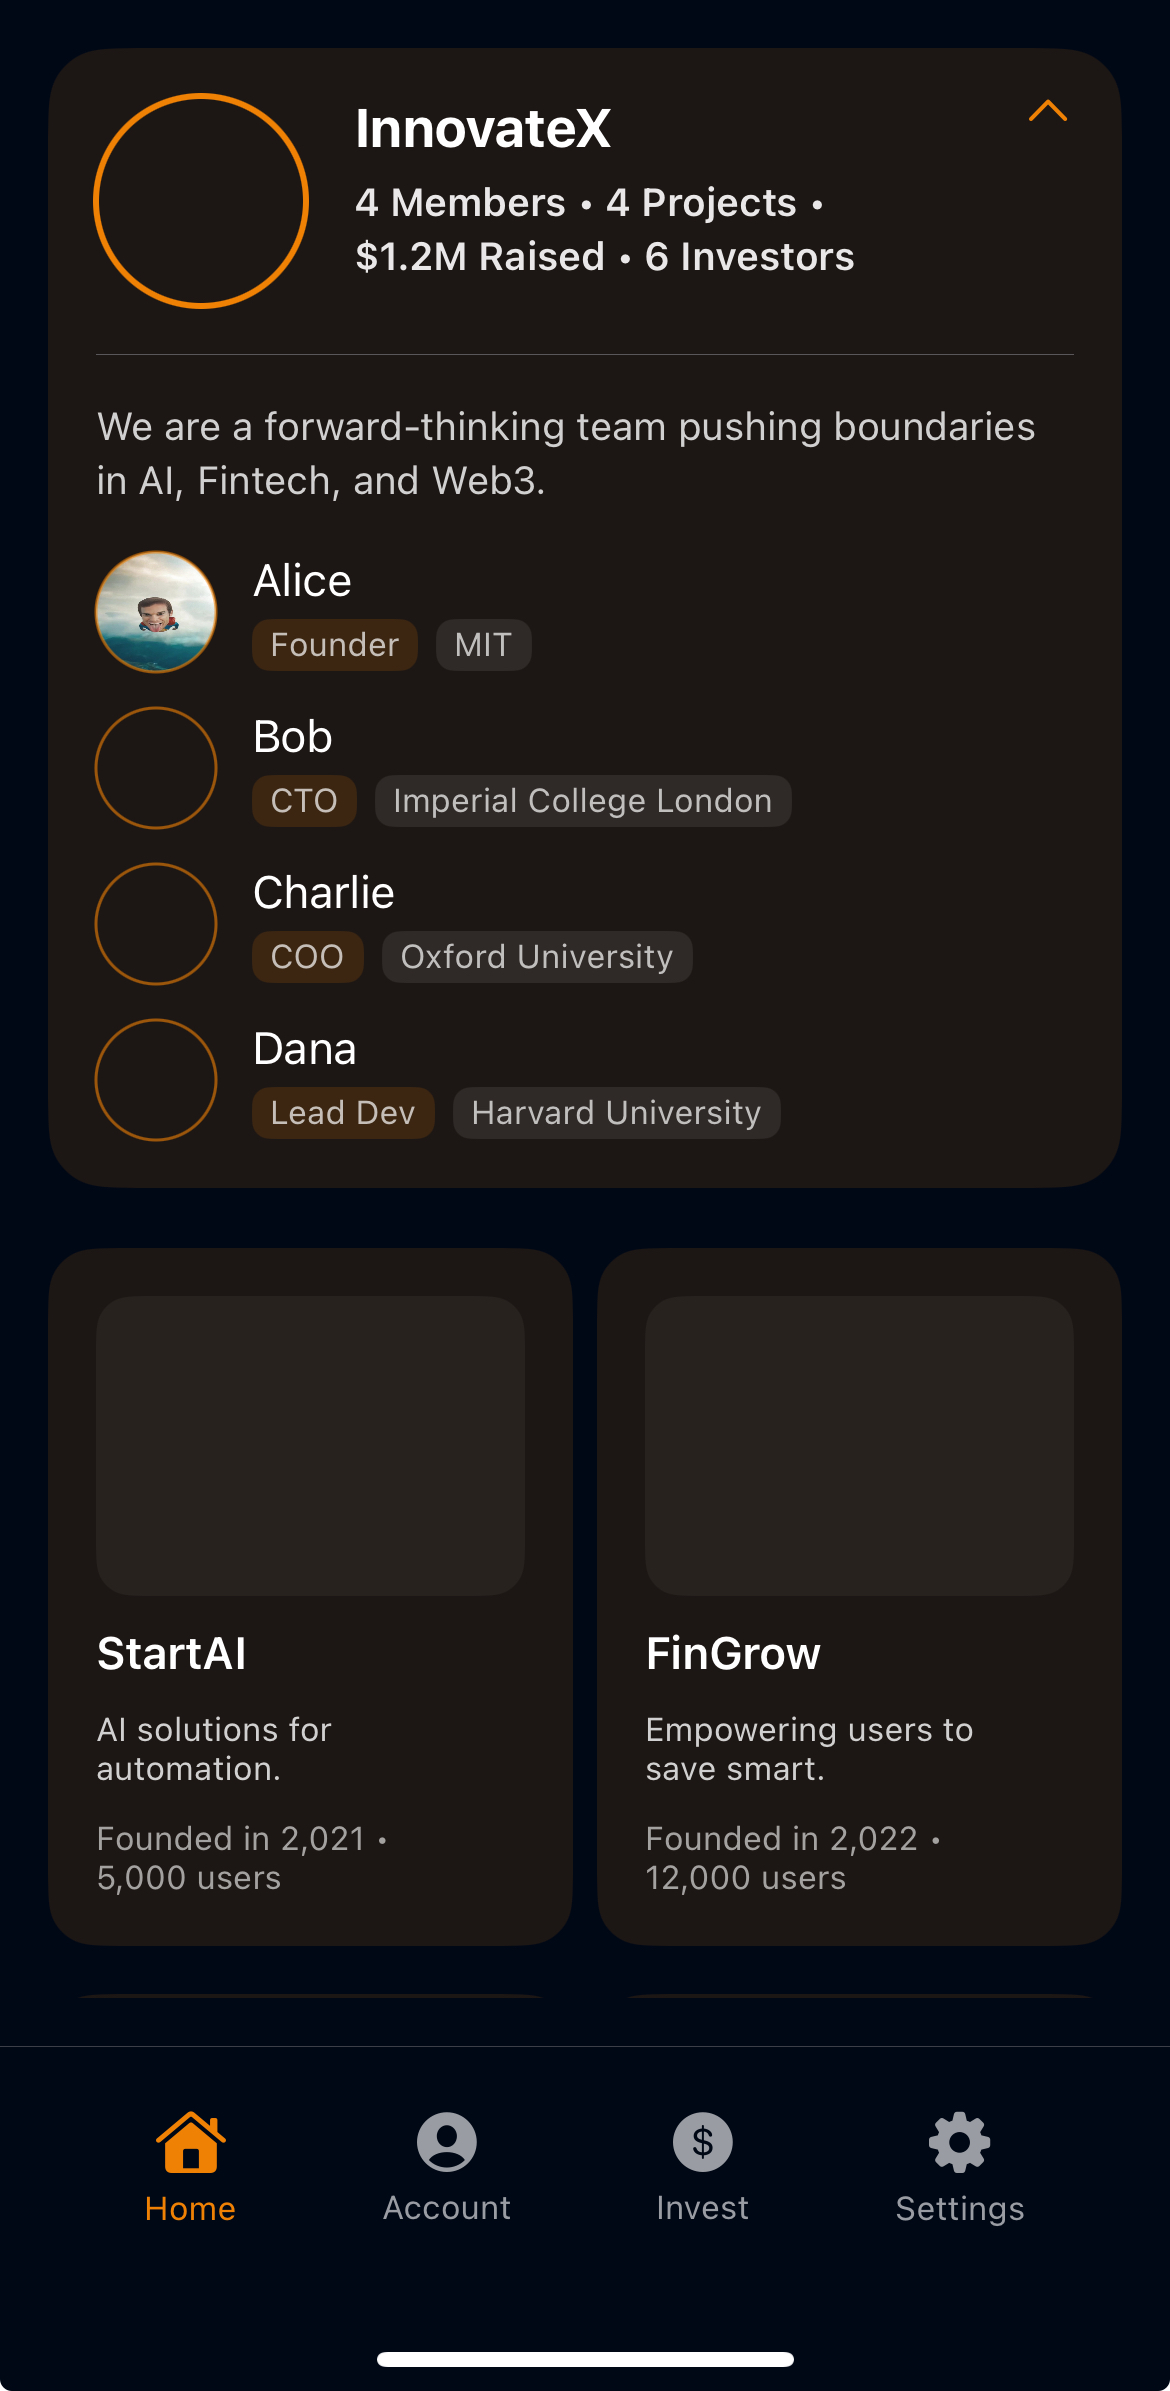 InnovateX
4 Members • 4 Projects •
$1.2M Raised • 6 Investors
We are a forward-thinking team pushing boundaries
in AI, Fintech, and Web3.
Alice
Founder MIT
Bob
CTO Imperial College London
Charlie
COO Oxford University
Dana
Lead Dev Harvard University
StartAI
AI solutions for
automation.
Founded in 2,021 •
5,000 users
FinGrow
Empowering users to
save smart.
Founded in 2,022 •
12,000 users
$
Home Account Invest Settings